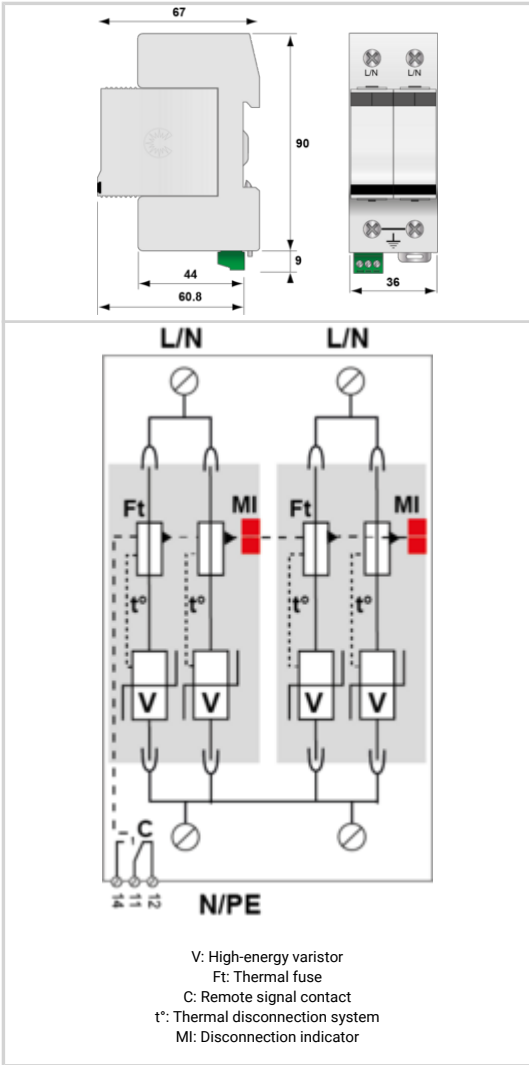 67
L/N L/N
90
9
44
36
60.8
L/N L/N
Ft MI Ft MI
t° t° t° t°
V V V V
C
14 11 12
N/PE
V: High-energy varistor
Ft: Thermal fuse
C: Remote signal contact
t°: Thermal disconnection system
MI: Disconnection indicator